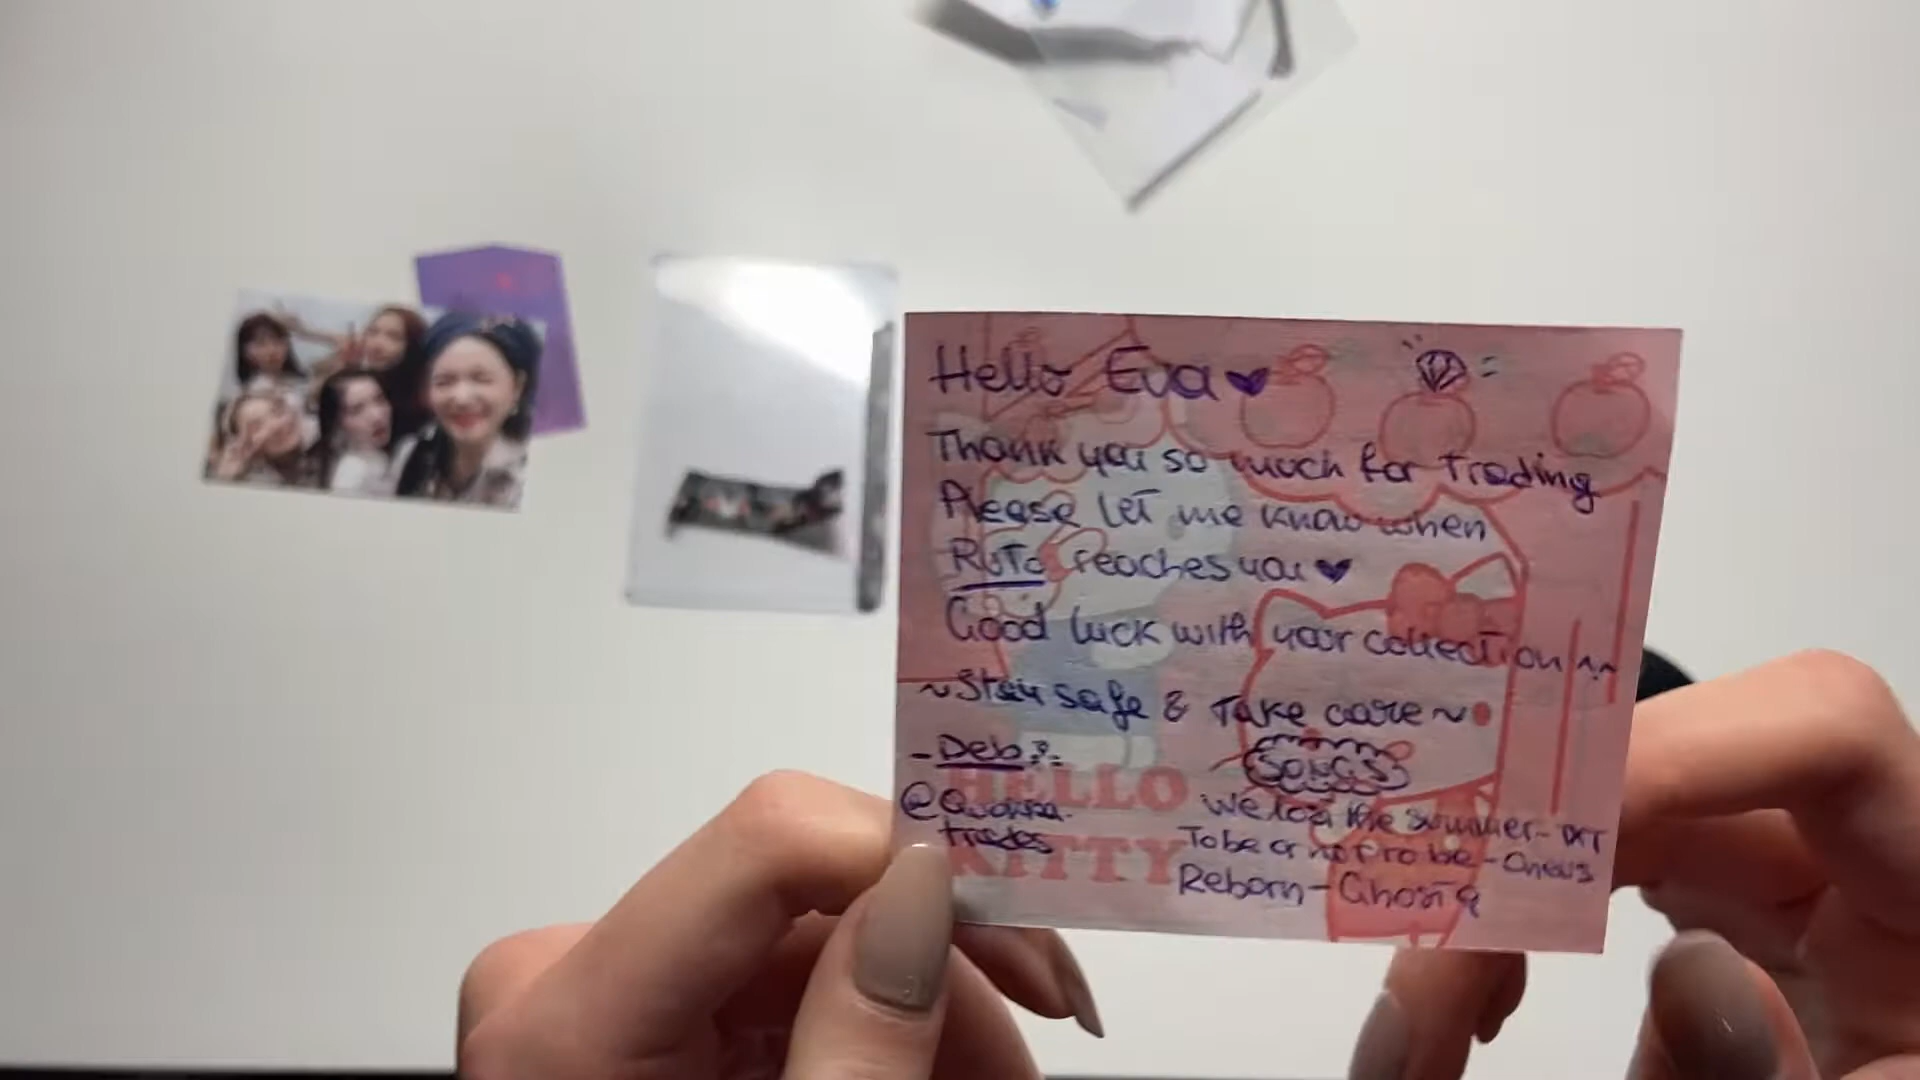 Hello Eva
Thank you so much for Trading
Please let me know when
Ruto reaches you
Good luck with your collection ^^
~Stay safe & Take care~
-Deb
SONGS
@Quokka.
trades
HELLO
KITTY
We lost the summer-TXT
To be or not to be-Oneus
Reborn-Ghost9